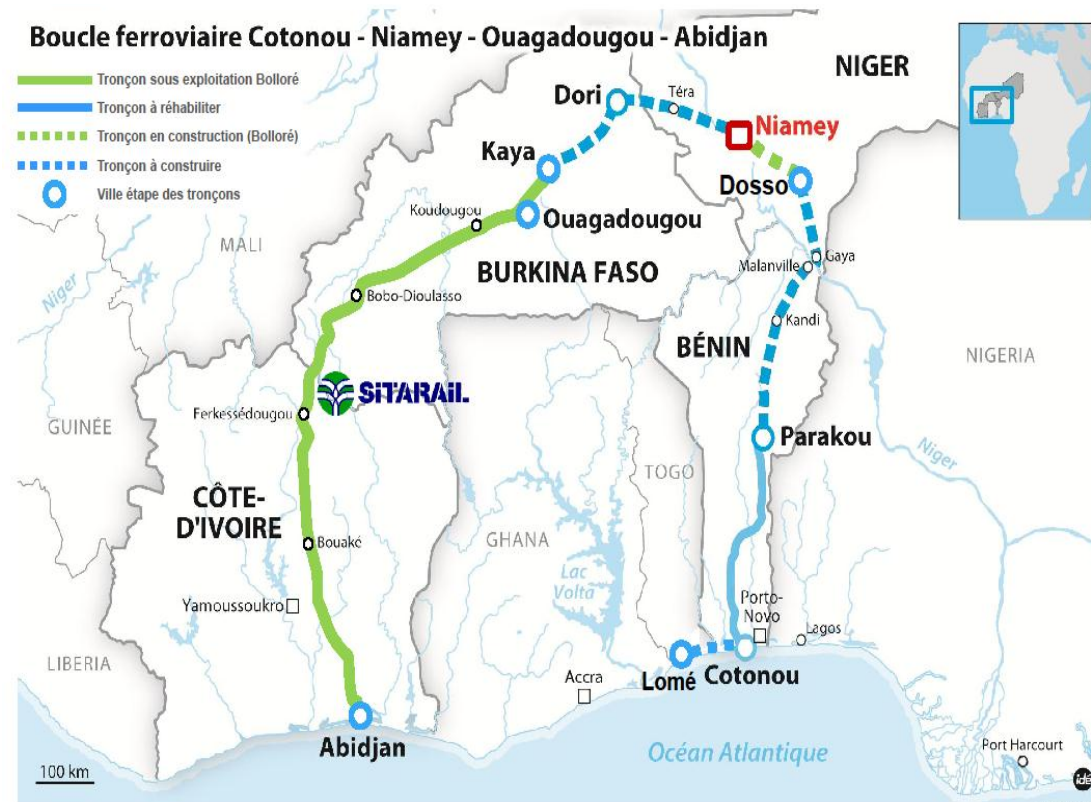 Boucle ferroviaire Cotonou - Niamey - Ouagadougou - Abidjan
Tronçon sous exploitation Bolloré
Tronçon à réhabiliter
Tronçon en construction (Bolloré)
Tronçon à construire
Ville étape des tronçons
NIGER
Dori
Téra
Niamey
Kaya
Dosso
Koudougou
Ouagadougou
MALI
Niger
BURKINA FASO
Malanville
Gaya
Bobo-Dioulasso
Kandi
BÉNIN
NIGERIA
SiTARAiL
Ferkessédougou
GUINÉE
Parakou
Niger
TOGO
CÔTE-
D'IVOIRE
Bouaké
GHANA
Lac
Volta
Yamoussoukro
Porto-
Novo
Lagos
LIBERIA
Accra
Lomé
Cotonou
Abidjan
Océan Atlantique
Port Harcourt
100 km
idé